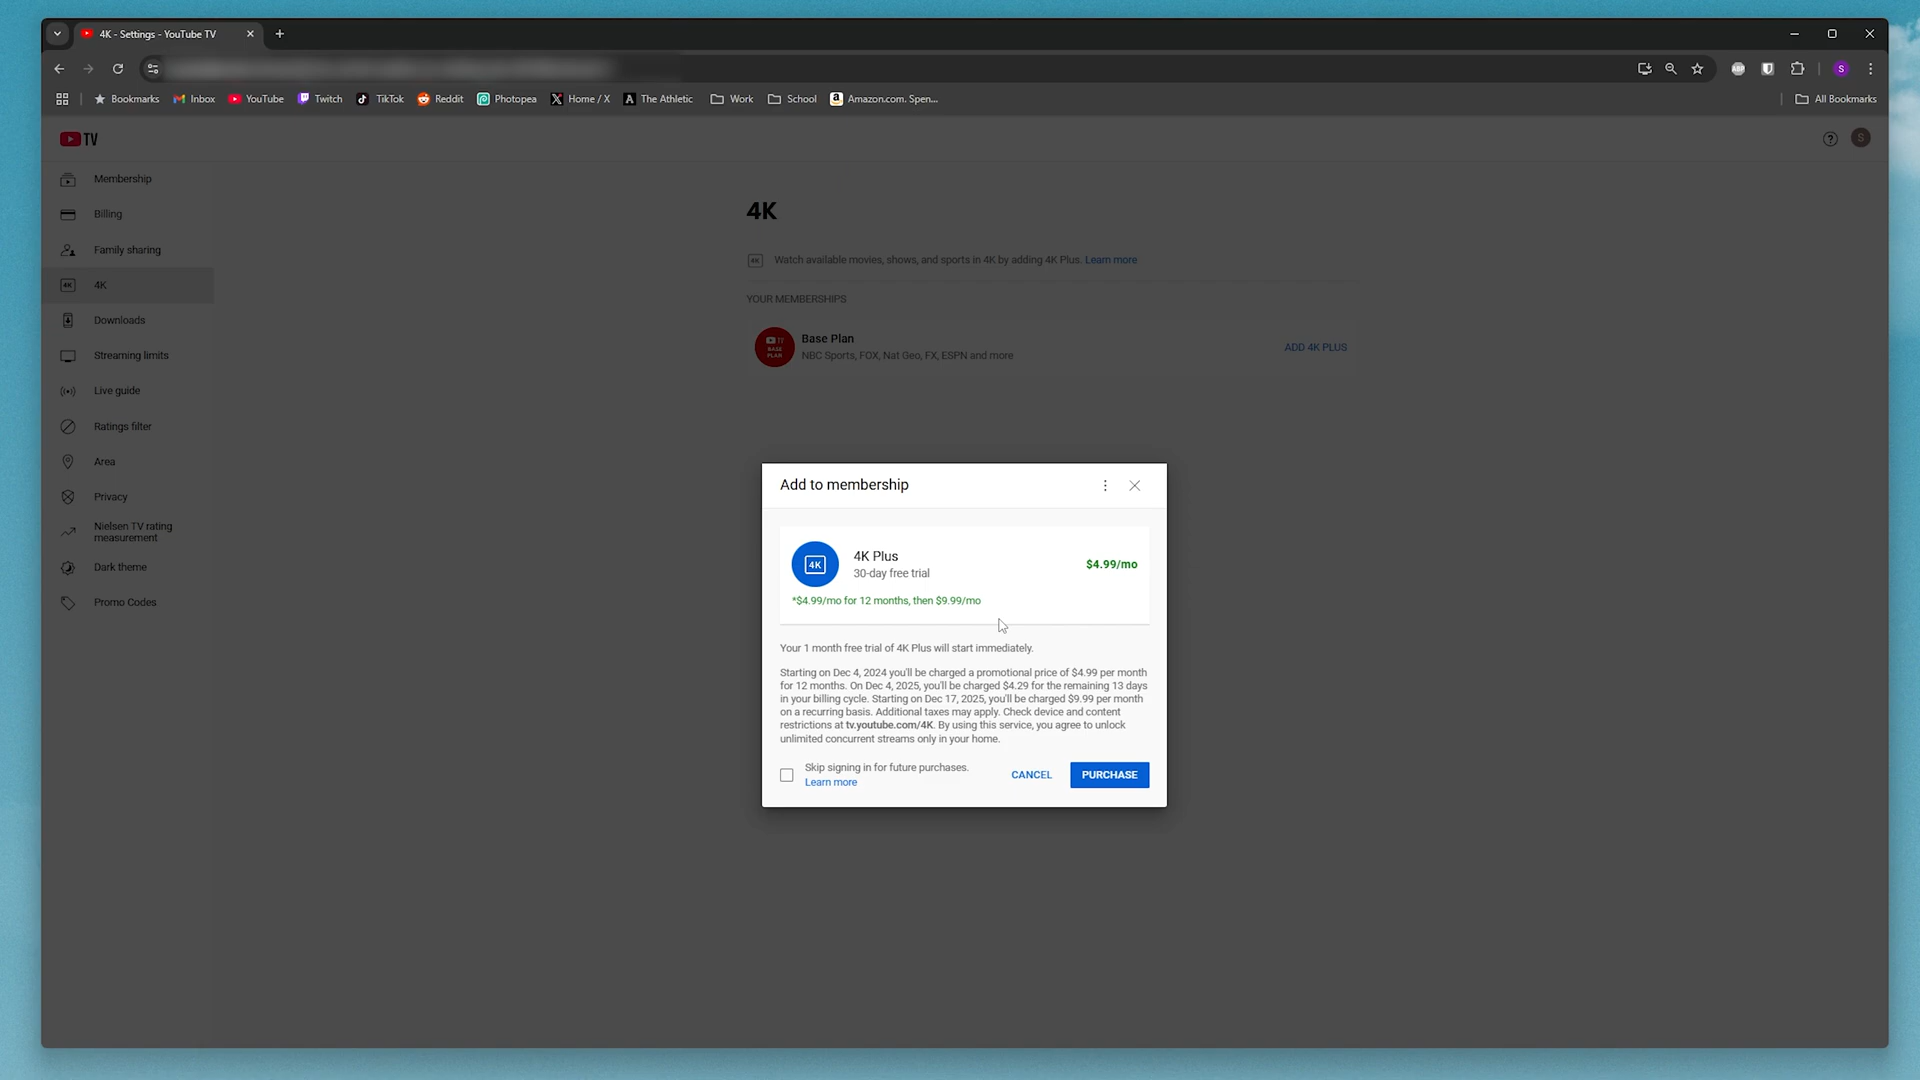 4K - Settings - YouTube TV
Bookmarks
Inbox
YouTube
Twitch
TikTok
Reddit
Photopea
Home / X
The Athletic
Work
School
Amazon.com. Spen...
All Bookmarks
TV
S
S
ABP
Membership
Billing
Family sharing
4K
Downloads
Streaming limits
Live guide
Ratings filter
Area
Privacy
Nielsen TV rating
measurement
Dark theme
Promo Codes
4K
Watch available movies, shows, and sports in 4K by adding 4K Plus. Learn more
YOUR MEMBERSHIPS
TV
BASE
PLAN
Base Plan
NBC Sports, FOX, Nat Geo, FX, ESPN and more
ADD 4K PLUS
Add to membership
4K
4K Plus
30-day free trial
$4.99/mo
*$4.99/mo for 12 months, then $9.99/mo
Your 1 month free trial of 4K Plus will start immediately.
Starting on Dec 4, 2024 you'll be charged a promotional price of $4.99 per month
for 12 months. On Dec 4, 2025, you'll be charged $4.29 for the remaining 13 days
in your billing cycle. Starting on Dec 17, 2025, you'll be charged $9.99 per month
on a recurring basis. Additional taxes may apply. Check device and content
restrictions at tv.youtube.com/4K. By using this service, you agree to unlock
unlimited concurrent streams only in your home.
Skip signing in for future purchases.
Learn more
CANCEL
PURCHASE